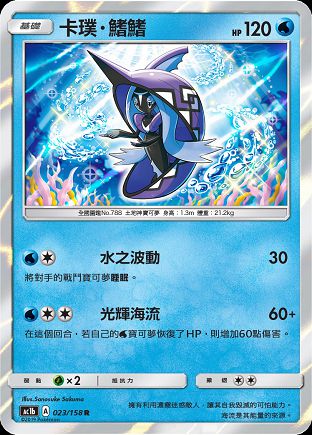 基礎 卡璞·鰭鰭 HP 120
全國圖鑑No.788 土地神寶可夢 身高：1.3m 體重：21.2kg
水之波動 30
將對手的戰鬥寶可夢睡眠。
光輝海流 60+
在這個回合，若自己的寶可夢恢復了HP，則增加60點傷害。
弱點 ×2 抵抗力 撤退
Illus.Sanosuke Sakuma
AC1b A 023/158 R
©2019 Pokémon
擁有利用濃霧迷惑敵人、讓其自我毀滅的可怕能力。
海流是其能量的來源。